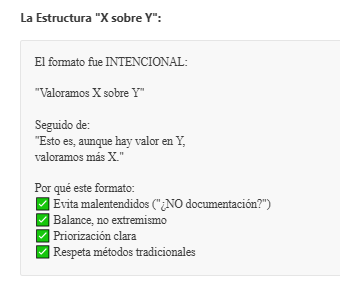 La Estructura "X sobre Y":
El formato fue INTENCIONAL:
"Valoramos X sobre Y"
Seguido de:
"Esto es, aunque hay valor en Y,
valoramos más X."
Por qué este formato:
✅ Evita malentendidos ("¿NO documentación?")
✅ Balance, no extremismo
✅ Priorización clara
✅ Respeta métodos tradicionales